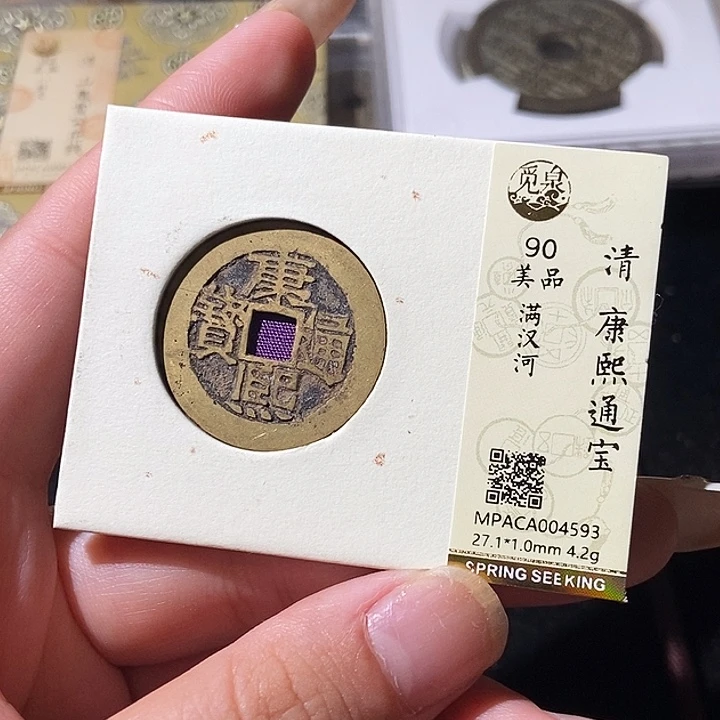 康熙通寶
觅泉
90
美品
满汉河
清 康熙通宝
MPACA004593
27.1*1.0mm 4.2g
SPRING SEEKING